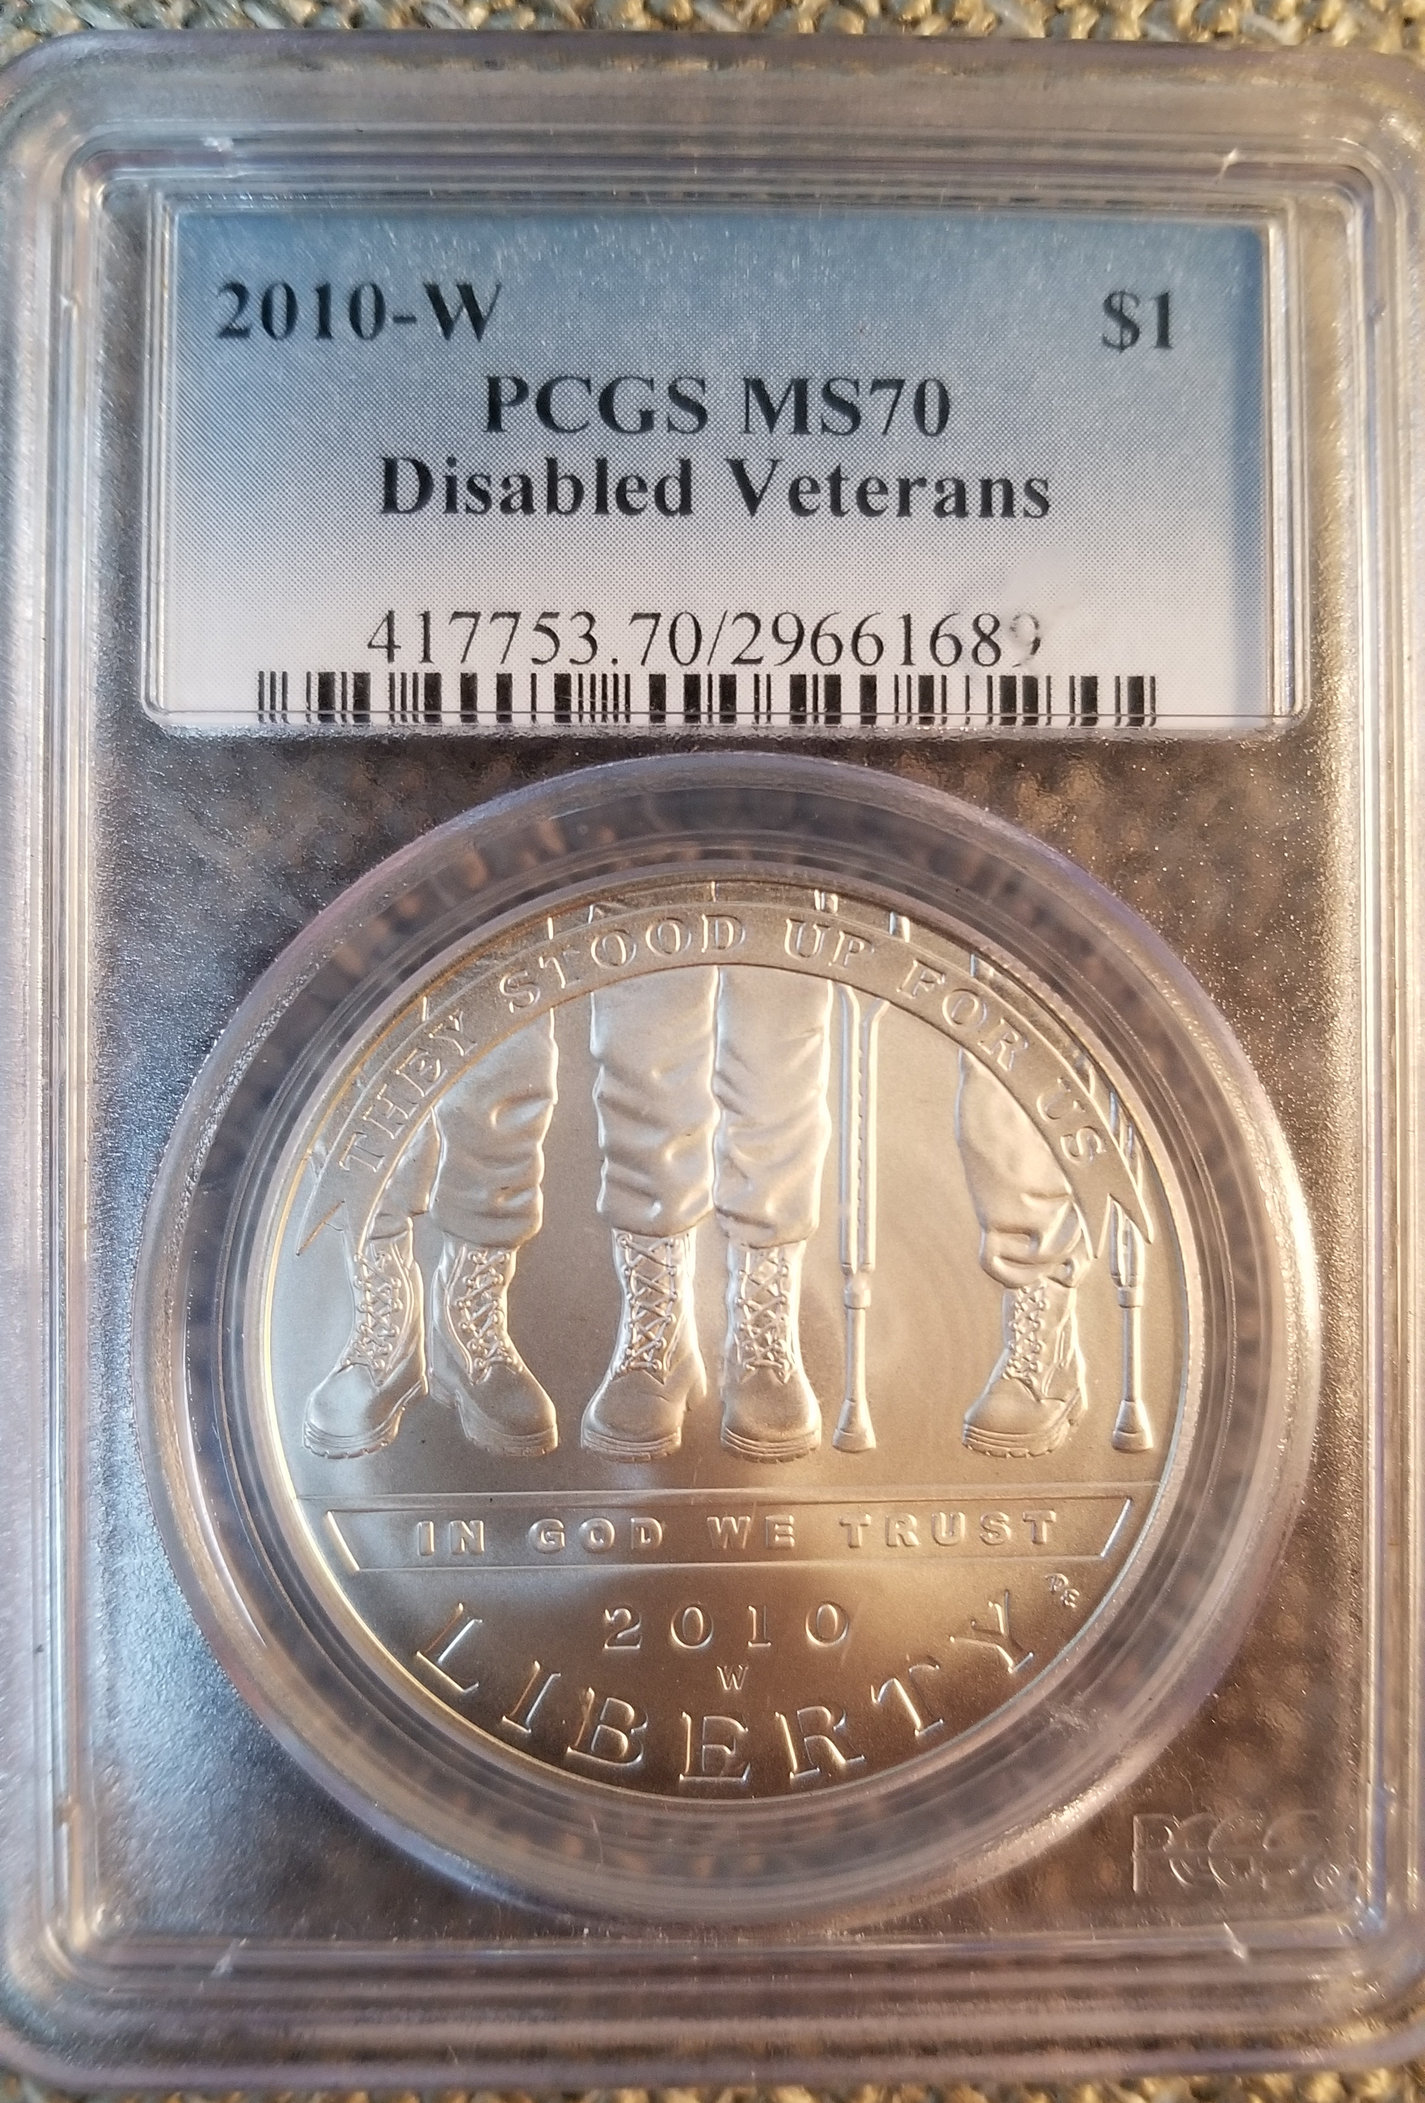 2010-W $1
PCGS MS70
Disabled Veterans
417753.70/29661689
THEY STOOD UP FOR US
IN GOD WE TRUST
PE
2010
W
LIBERTY
PCGS